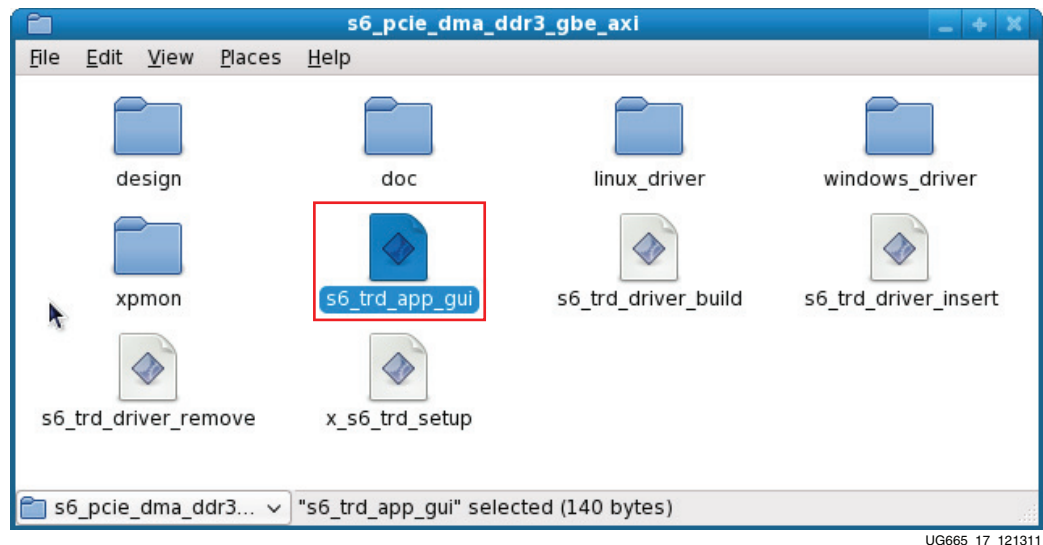 s6_pcie_dma_ddr3_gbe_axi
File Edit View Places Help
design doc linux_driver windows_driver
xpmon s6_trd_app_gui s6_trd_driver_build s6_trd_driver_insert
s6_trd_driver_remove x_s6_trd_setup
s6_pcie_dma_ddr3... "s6_trd_app_gui" selected (140 bytes)
UG665_17_121311